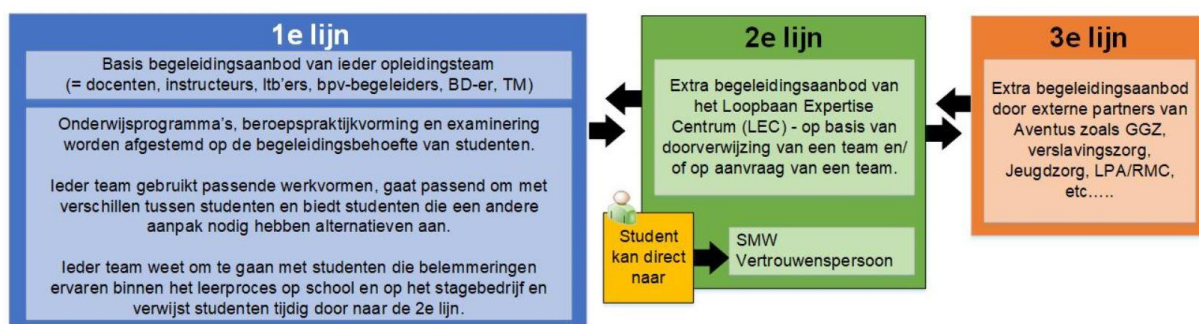 1e lijn
Basis begeleidingsaanbod van ieder opleidingsteam
(= docenten, instructeurs, ltb'ers, bpv-begeleiders, BD-er, TM)
Onderwijsprogramma's, beroepspraktijkvorming en examinering
worden afgestemd op de begeleidingsbehoefte van studenten.
Ieder team gebruikt passende werkvormen, gaat passend om met
verschillen tussen studenten en biedt studenten die een andere
aanpak nodig hebben alternatieven aan.
Ieder team weet om te gaan met studenten die belemmeringen
ervaren binnen het leerproces op school en op het stagebedrijf en
verwijst studenten tijdig door naar de 2e lijn.
2e lijn
Extra begeleidingsaanbod van
het Loopbaan Expertise
Centrum (LEC) - op basis van
doorverwijzing van een team en/
of op aanvraag van een team.
Student
kan direct
naar
SMW
Vertrouwenspersoon
3e lijn
Extra begeleidingsaanbod
door externe partners van
Aventus zoals GGZ,
verslavingszorg,
Jeugdzorg, LPA/RMC,
etc.....